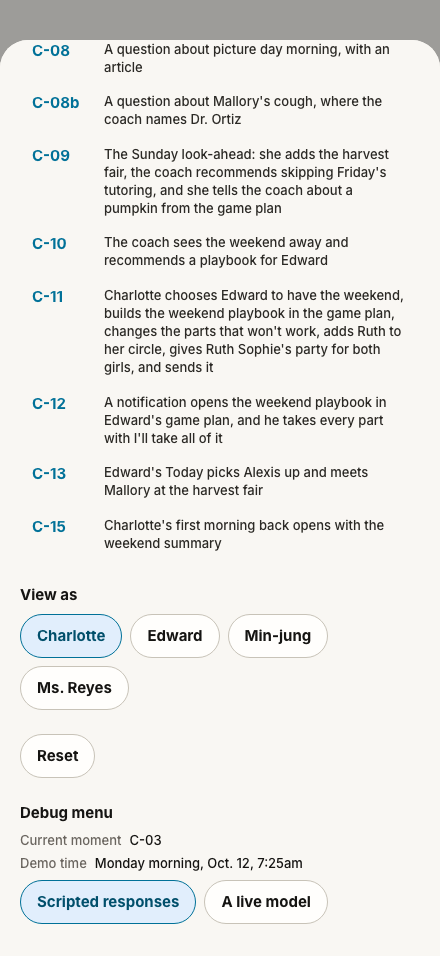 C-08 A question about picture day morning, with an
article
C-08b A question about Mallory's cough, where the
coach names Dr. Ortiz
C-09 The Sunday look-ahead: she adds the harvest
fair, the coach recommends skipping Friday's
tutoring, and she tells the coach about a
pumpkin from the game plan
C-10 The coach sees the weekend away and
recommends a playbook for Edward
C-11 Charlotte chooses Edward to have the weekend,
builds the weekend playbook in the game plan,
changes the parts that won't work, adds Ruth to
her circle, gives Ruth Sophie's party for both
girls, and sends it
C-12 A notification opens the weekend playbook in
Edward's game plan, and he takes every part
with I'll take all of it
C-13 Edward's Today picks Alexis up and meets
Mallory at the harvest fair
C-15 Charlotte's first morning back opens with the
weekend summary
View as
Charlotte Edward Min-jung
Ms. Reyes
Reset
Debug menu
Current moment C-03
Demo time Monday morning, Oct. 12, 7:25am
Scripted responses A live model